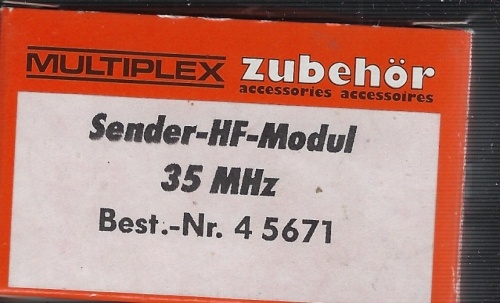 MULTIPLEX zubehör
accessories accessoires
Sender-HF-Modul
35 MHz
Best.-Nr. 4 5671